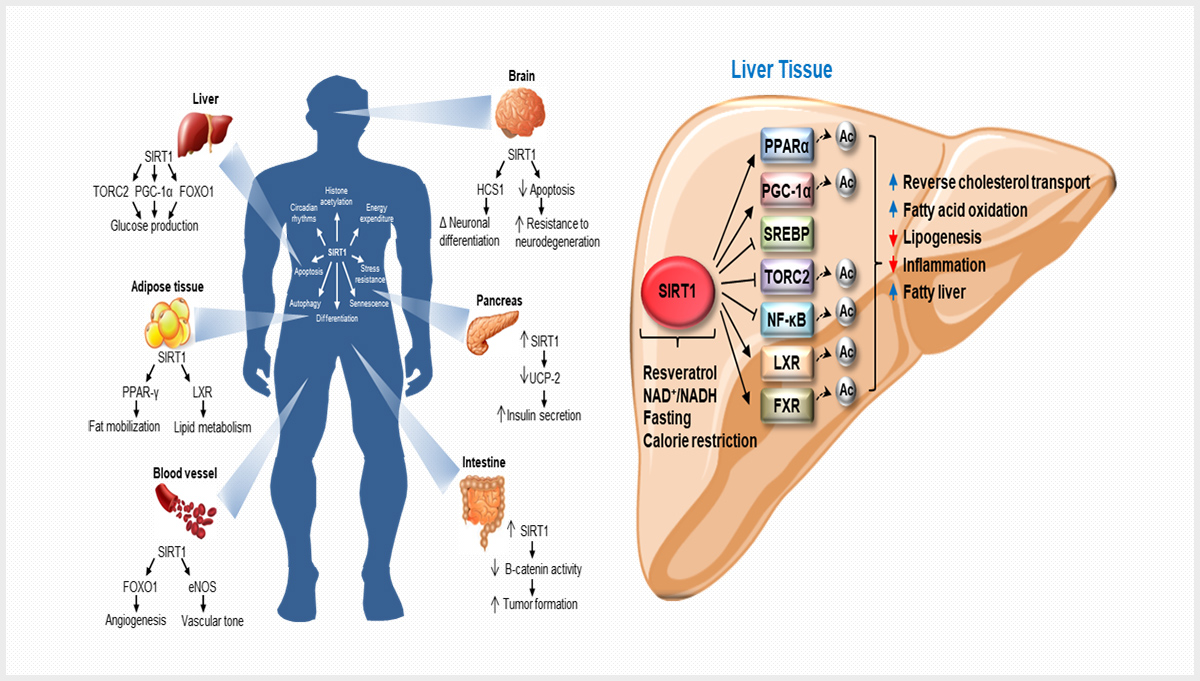 Liver
SIRT1
TORC2 PGC-1α FOXO1
Glucose production
Adipose tissue
SIRT1
PPAR-γ LXR
Fat mobilization Lipid metabolism
Blood vessel
SIRT1
FOXO1 eNOS
Angiogenesis Vascular tone
Histone
acetylation
Circadian
rhythms
Energy
expenditure
SIRT1
Apoptosis
Stress
resistance
Autophagy
Sennescence
Differentiation
Brain
SIRT1
HCS1 ↓ Apoptosis
Δ Neuronal
differentiation
↑ Resistance to
neurodegeneration
Pancreas
↑ SIRT1
↓ UCP-2
↑ Insulin secretion
Intestine
↑ SIRT1
↓ B-catenin activity
↑ Tumor formation
Liver Tissue
SIRT1
Resveratrol
NAD⁺/NADH
Fasting
Calorie restriction
PPARα Ac
PGC-1α Ac
SREBP
TORC2 Ac
NF-κB Ac
LXR Ac
FXR Ac
↑ Reverse cholesterol transport
↑ Fatty acid oxidation
↓ Lipogenesis
↓ Inflammation
↑ Fatty liver